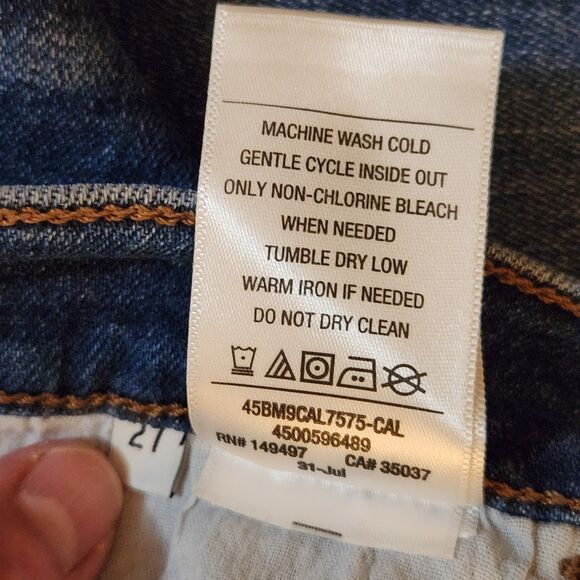 MACHINE WASH COLD
GENTLE CYCLE INSIDE OUT
ONLY NON-CHLORINE BLEACH
WHEN NEEDED
TUMBLE DRY LOW
WARM IRON IF NEEDED
DO NOT DRY CLEAN
45BM9CAL7575-CAL
4500596489
RN# 149497 CA# 35037
31-Jul
27